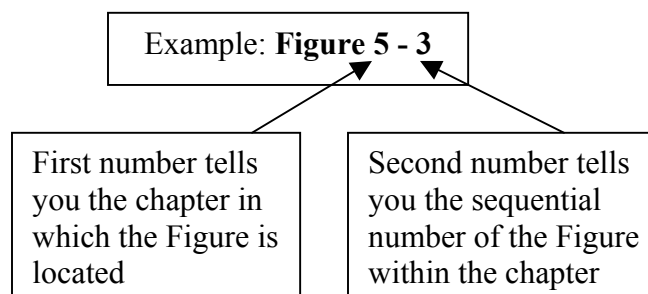 Example: Figure 5 - 3
First number tells
you the chapter in
which the Figure is
located
Second number tells
you the sequential
number of the Figure
within the chapter